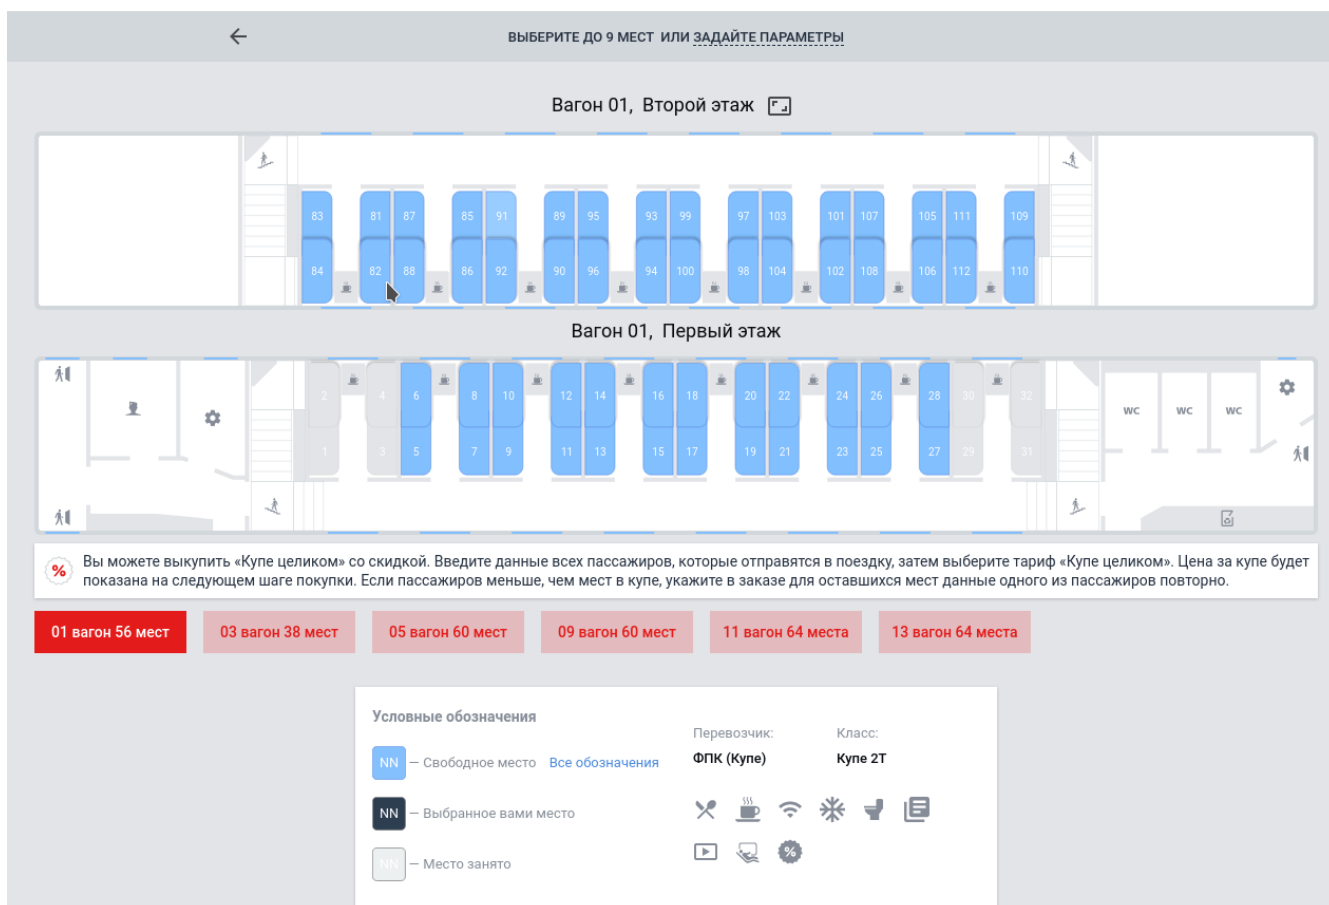 ВЫБЕРИТЕ ДО 9 МЕСТ ИЛИ ЗАДАЙТЕ ПАРАМЕТРЫ
Вагон 01, Второй этаж
83 81 87 85 91 89 95 93 99 97 103 101 107 105 111 109
84 82 88 86 92 90 96 94 100 98 104 102 108 106 112 110
Вагон 01, Первый этаж
2 4 6 8 10 12 14 16 18 20 22 24 26 28 30 32
WC WC WC
1 3 5 7 9 11 13 15 17 19 21 23 25 27 29 31
% Вы можете выкупить «Купе целиком» со скидкой. Введите данные всех пассажиров, которые отправятся в поездку, затем выберите тариф «Купе целиком». Цена за купе будет
показана на следующем шаге покупки. Если пассажиров меньше, чем мест в купе, укажите в заказе для оставшихся мест данные одного из пассажиров повторно.
01 вагон 56 мест 03 вагон 38 мест 05 вагон 60 мест 09 вагон 60 мест 11 вагон 64 места 13 вагон 64 места
Условные обозначения
Перевозчик: Класс:
NN — Свободное место Все обозначения ФПК (Купе) Купе 2Т
NN — Выбранное вами место
NN — Место занято
%